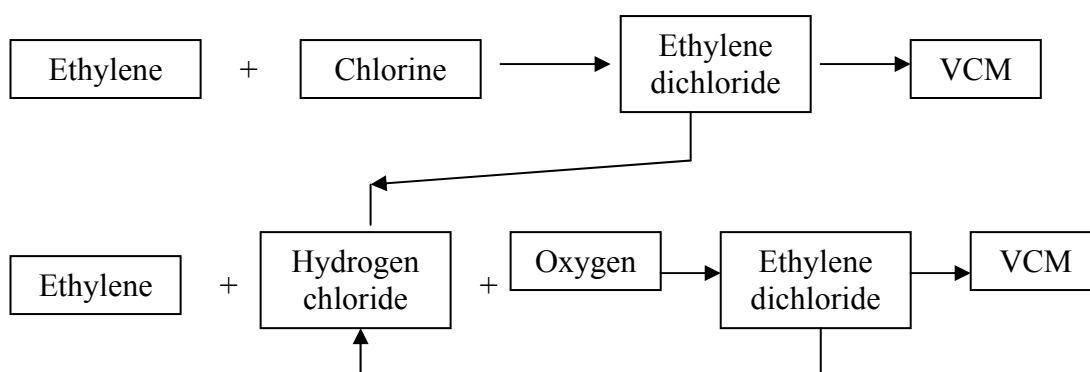 Ethylene + Chlorine Ethylene
dichloride VCM
Ethylene + Hydrogen
chloride + Oxygen Ethylene
dichloride VCM